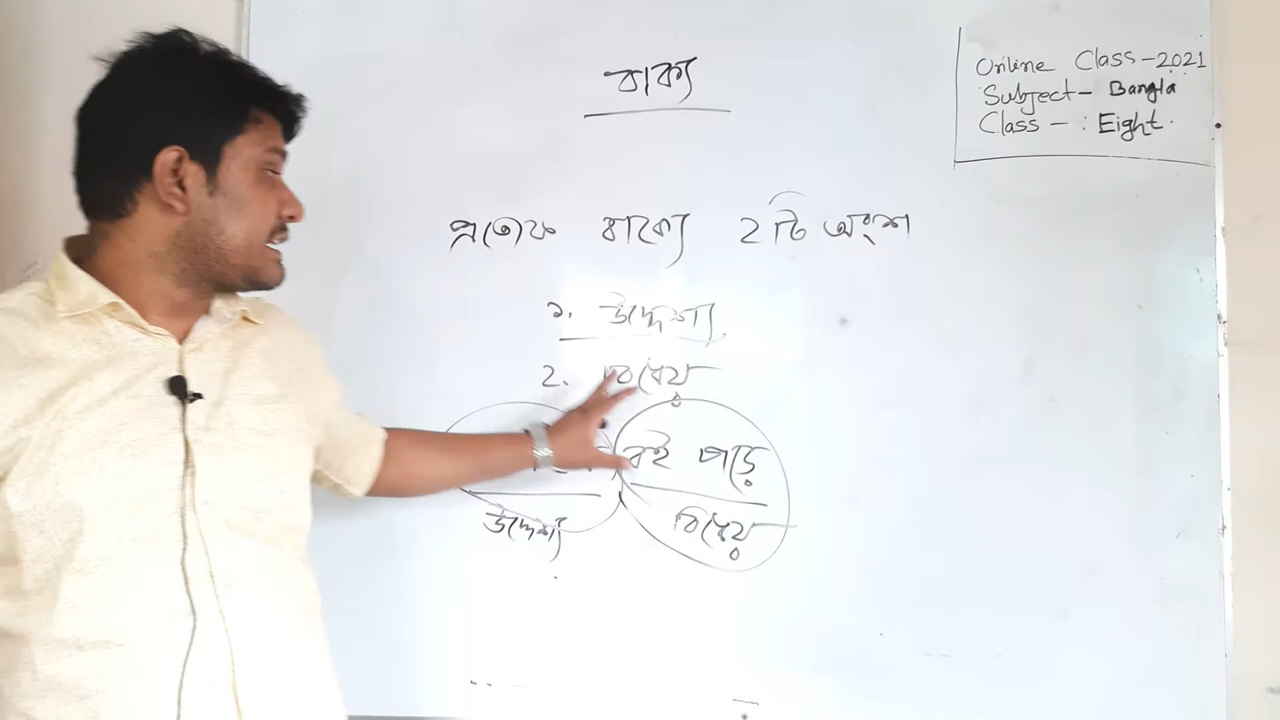 বাক্য
Online Class-2021
Subject- Bangla
Class - : Eight.
প্রত্যেক বাক্যে ২টি অংশ
১. উদ্দেশ্য
২. বিধেয়
বই পড়ে
উদ্দেশ্য বিধেয়